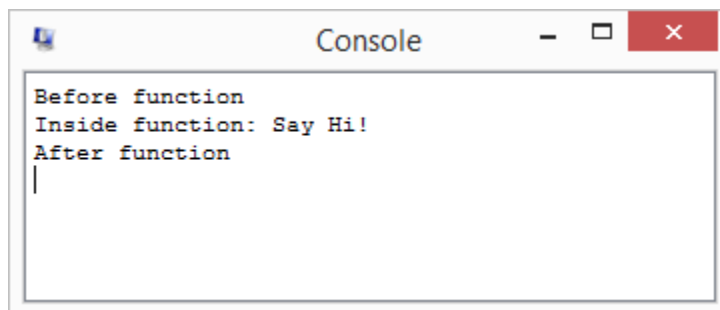 Console
Before function
Inside function: Say Hi!
After function